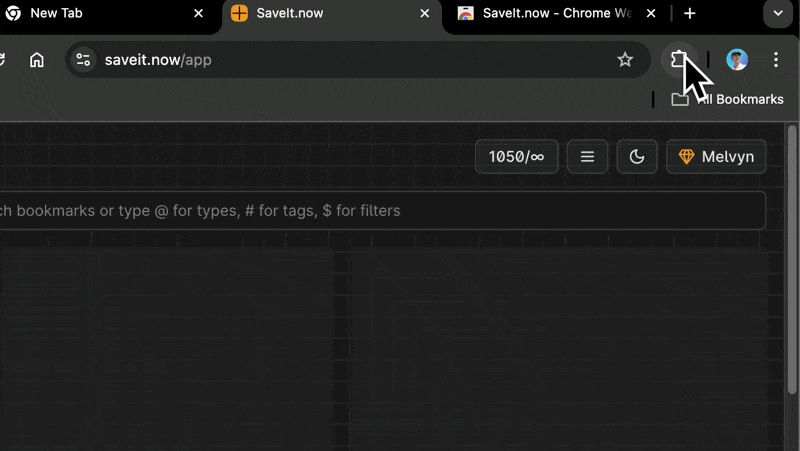 New Tab
SaveIt.now
SaveIt.now - Chrome We
saveit.now/app
All Bookmarks
1050/∞
Melvyn
ch bookmarks or type @ for types, # for tags, $ for filters